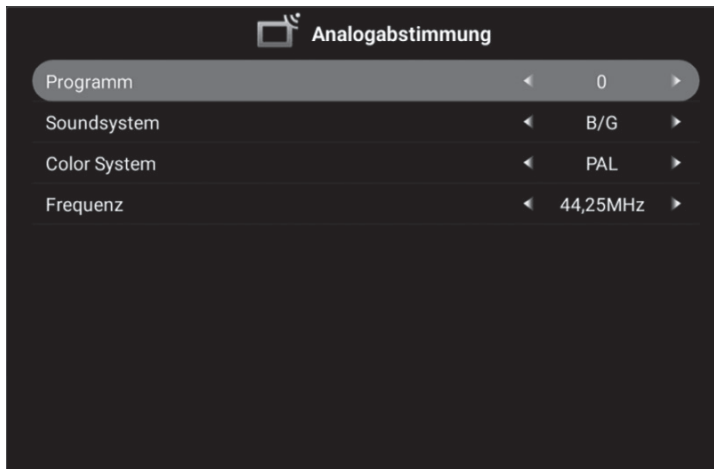 Analogabstimmung
Programm 0
Soundsystem B/G
Color System PAL
Frequenz 44,25MHz